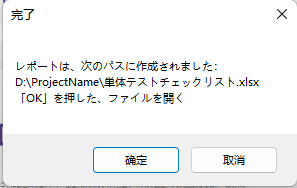 完了
レポートは、次のパスに作成されました：
D:\ProjectName\単体テストチェックリスト.xlsx
「OK」を押した、ファイルを開く
确定
取消